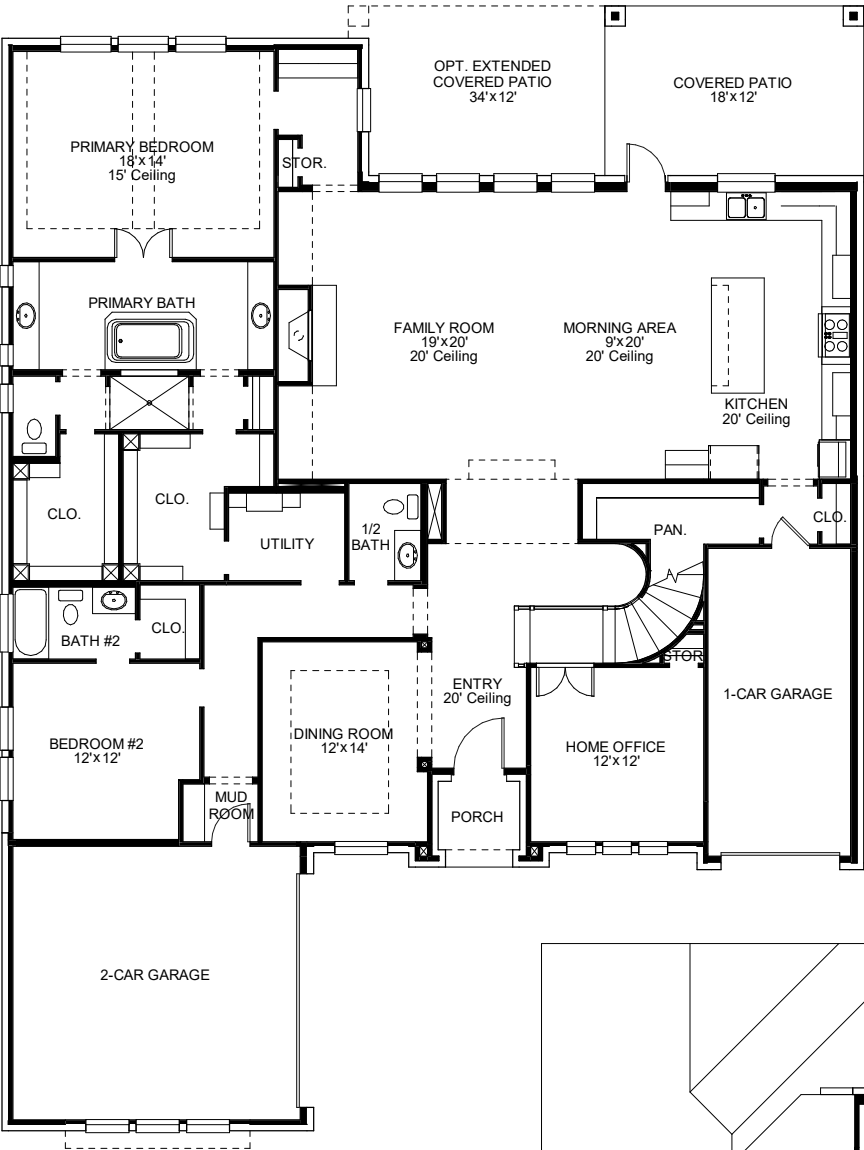 OPT. EXTENDED
COVERED PATIO
34'x12'
COVERED PATIO
18'x12'
PRIMARY BEDROOM
18'x14'
15' Ceiling
STOR.
PRIMARY BATH
FAMILY ROOM
19'x20'
20' Ceiling
MORNING AREA
9'x20'
20' Ceiling
KITCHEN
20' Ceiling
CLO.
CLO.
UTILITY
1/2
BATH
PAN.
CLO.
BATH #2
CLO.
STOR.
ENTRY
20' Ceiling
1-CAR GARAGE
BEDROOM #2
12'x12'
DINING ROOM
12'x14'
HOME OFFICE
12'x12'
MUD
ROOM
PORCH
2-CAR GARAGE